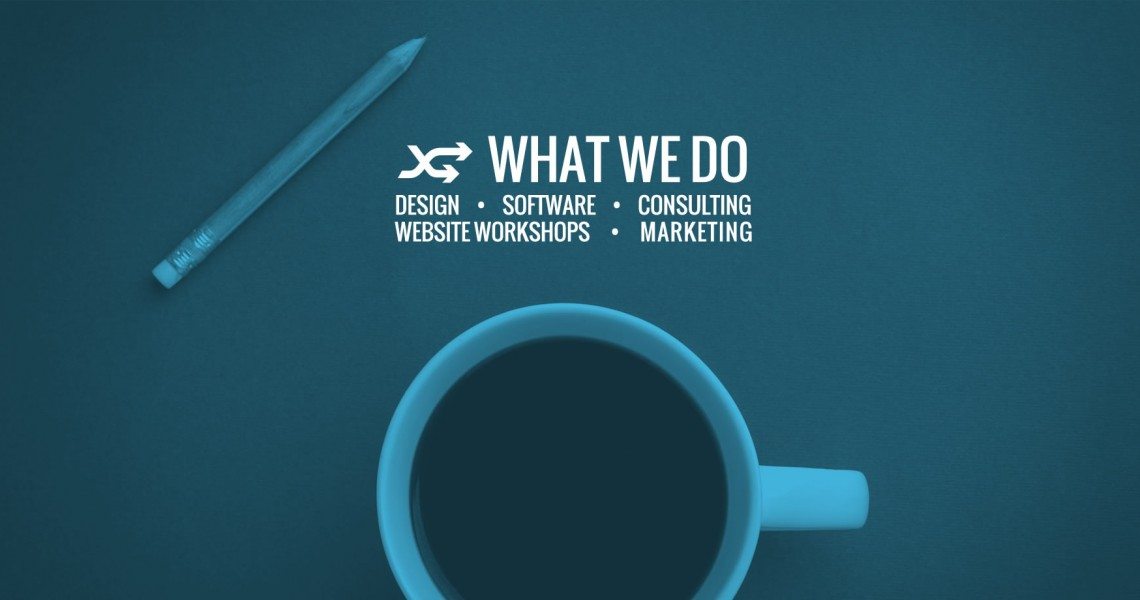 WHAT WE DO
DESIGN • SOFTWARE • CONSULTING
WEBSITE WORKSHOPS • MARKETING